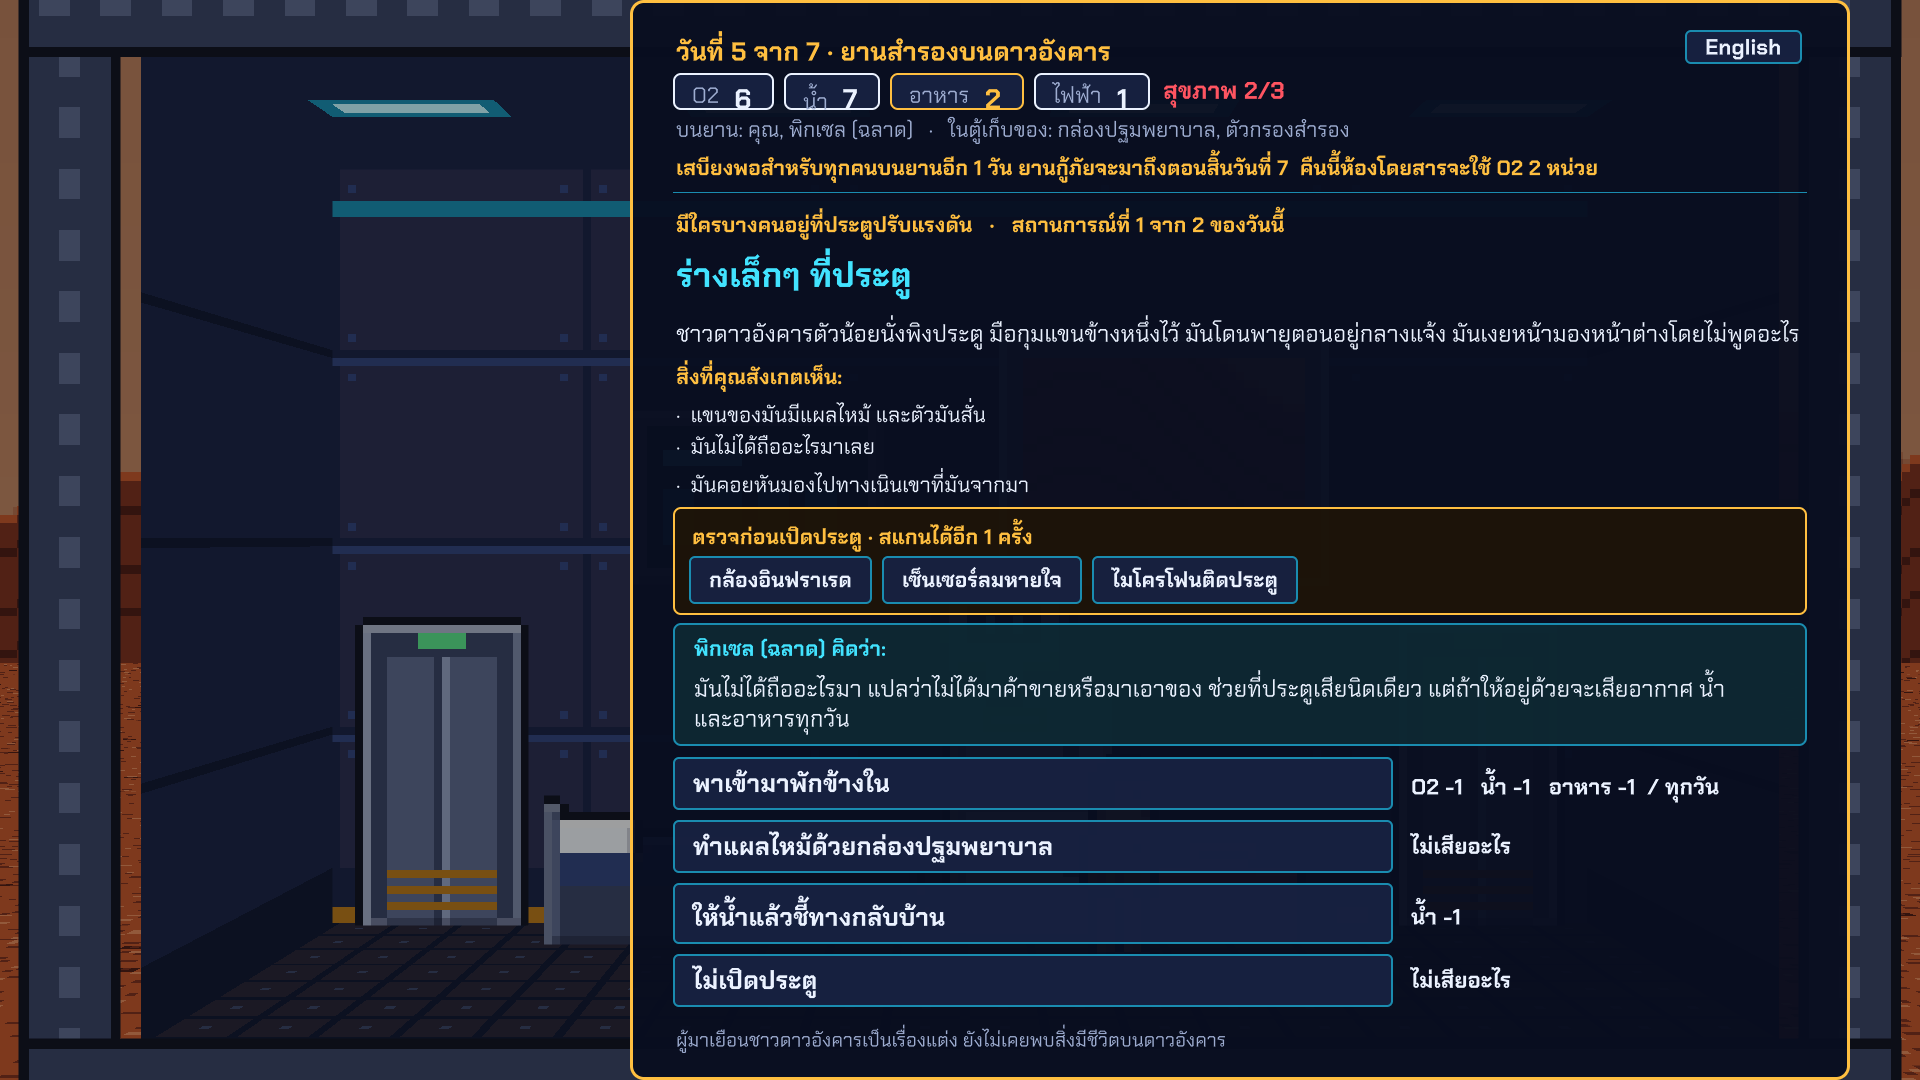 วันที่ 5 จาก 7 · ยานสำรองบนดาวอังคาร
English
O2 6 น้ำ 7 อาหาร 2 ไฟฟ้า 1 สุขภาพ 2/3
บนยาน: คุณ, พิกเซล (ฉลาด) · ในตู้เก็บของ: กล่องปฐมพยาบาล, ตัวกรองสำรอง
เสบียงพอสำหรับทุกคนบนยานอีก 1 วัน ยานกู้ภัยจะมาถึงตอนสิ้นวันที่ 7 คืนนี้ห้องโดยสารจะใช้ O2 2 หน่วย
มีใครบางคนอยู่ที่ประตูปรับแรงดัน · สถานการณ์ที่ 1 จาก 2 ของวันนี้
ร่างเล็กๆ ที่ประตู
ชาวดาวอังคารตัวน้อยนั่งพิงประตู มือกุมแขนข้างหนึ่งไว้ มันโดนพายุตอนอยู่กลางแจ้ง มันเงยหน้ามองหน้าต่างโดยไม่พูดอะไร
สิ่งที่คุณสังเกตเห็น:
· แขนของมันมีแผลไหม้ และตัวมันสั่น
· มันไม่ได้ถืออะไรมาเลย
· มันคอยหันมองไปทางเนินเขาที่มันจากมา
ตรวจก่อนเปิดประตู · สแกนได้อีก 1 ครั้ง
กล้องอินฟราเรด เซ็นเซอร์ลมหายใจ ไมโครโฟนติดประตู
พิกเซล (ฉลาด) คิดว่า:
มันไม่ได้ถืออะไรมา แปลว่าไม่ได้มาค้าขายหรือมาเอาของ ช่วยที่ประตูเสียนิดเดียว แต่ถ้าให้อยู่ด้วยจะเสียอากาศ น้ำ
และอาหารทุกวัน
พาเข้ามาพักข้างใน O2 -1 น้ำ -1 อาหาร -1 / ทุกวัน
ทำแผลไหม้ด้วยกล่องปฐมพยาบาล ไม่เสียอะไร
ให้น้ำแล้วชี้ทางกลับบ้าน น้ำ -1
ไม่เปิดประตู ไม่เสียอะไร
ผู้มาเยือนชาวดาวอังคารเป็นเรื่องแต่ง ยังไม่เคยพบสิ่งมีชีวิตบนดาวอังคาร